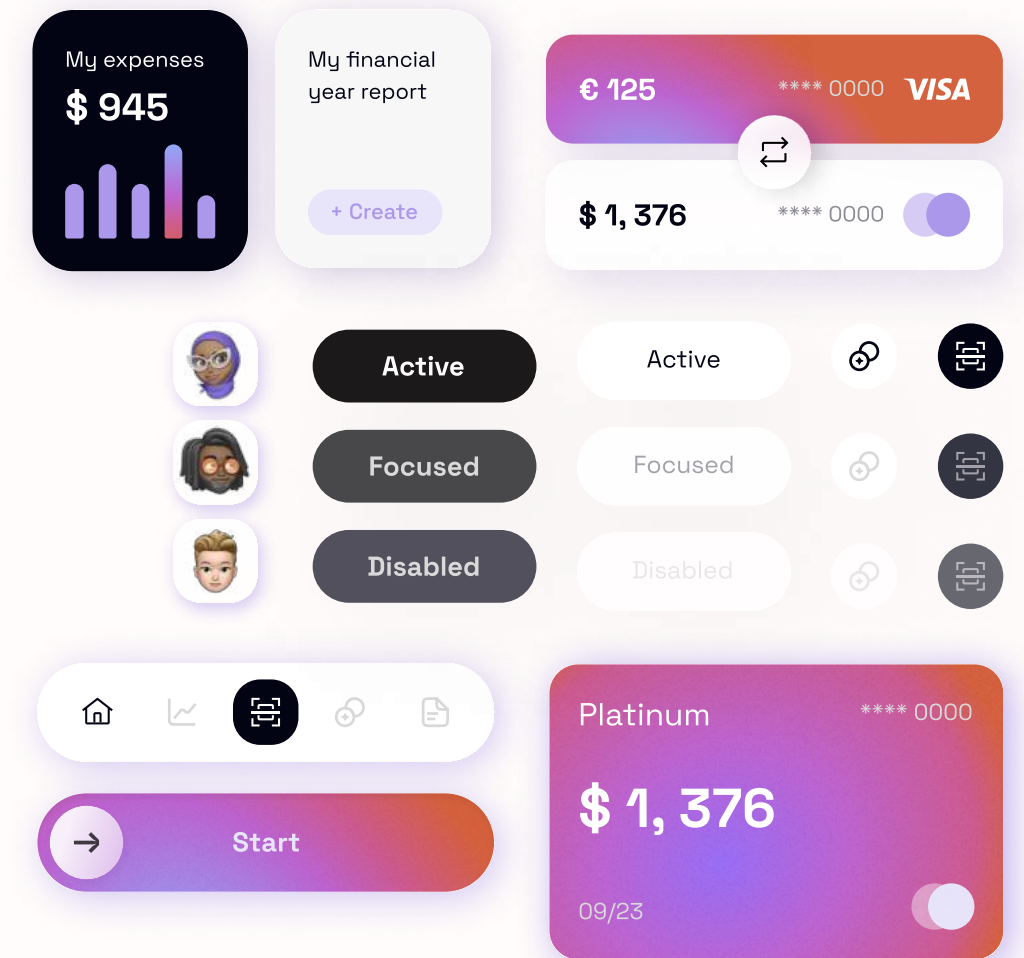 My expenses
$ 945
My financial
year report
+ Create
€ 125
**** 0000
VISA
$ 1, 376
**** 0000
Active
Active
Focused
Focused
Disabled
Disabled
Start
Platinum
**** 0000
$ 1, 376
09/23